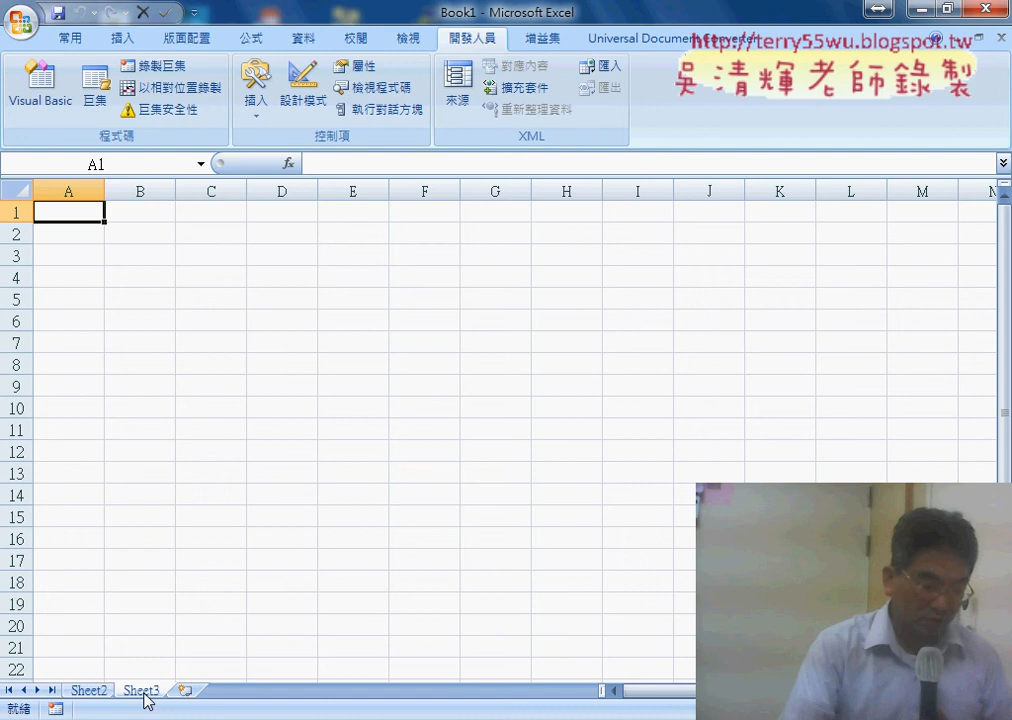 Book1 - Microsoft Excel
常用 插入 版面配置 公式 資料 校閱 檢視 開發人員 增益集 Universal Document Converter
http://terry55wu.blogspot.tw
吳清輝老師錄製
Visual Basic 巨集 錄製巨集 以相對位置錄製 巨集安全性
插入 設計模式 屬性 檢視程式碼 執行對話方塊
來源 對應內容 擴充套件 重新整理資料 匯入 匯出
程式碼 控制項 XML
A1 fx
A B C D E F G H I J K L M N
1
2
3
4
5
6
7
8
9
10
11
12
13
14
15
16
17
18
19
20
21
22
Sheet2 Sheet3
就緒